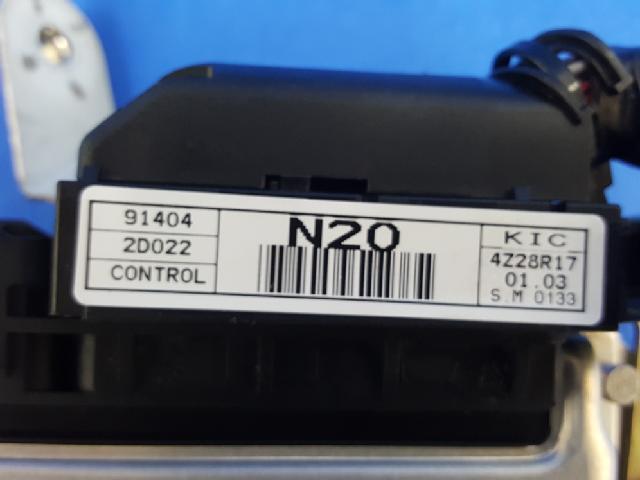 91404
2D022
CONTROL
N20
KIC
4Z28R17
01.03
S.M 0133